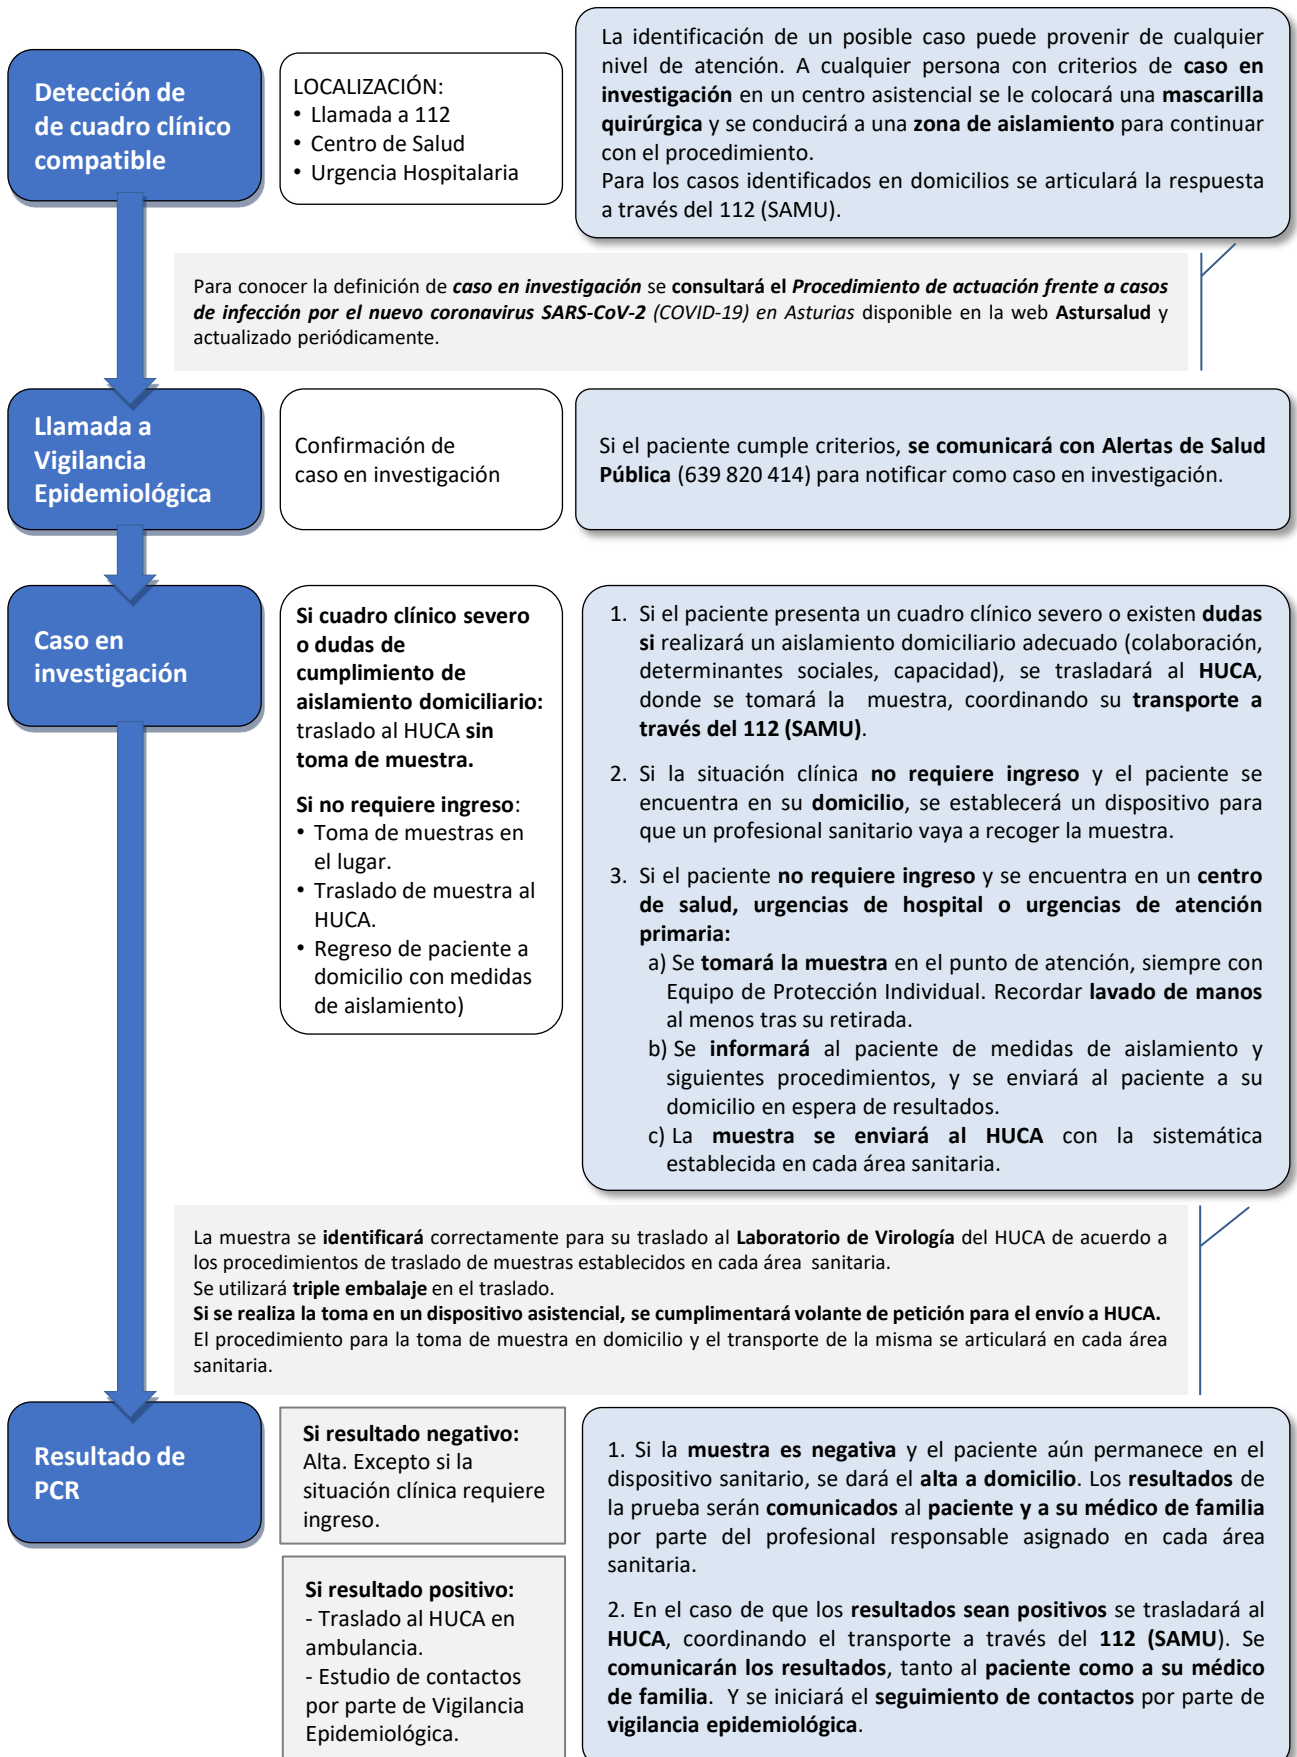 Detección de
de cuadro clínico
compatible
LOCALIZACIÓN:
• Llamada a 112
• Centro de Salud
• Urgencia Hospitalaria
La identificación de un posible caso puede provenir de cualquier
nivel de atención. A cualquier persona con criterios de caso en
investigación en un centro asistencial se le colocará una mascarilla
quirúrgica y se conducirá a una zona de aislamiento para continuar
con el procedimiento.
Para los casos identificados en domicilios se articulará la respuesta
a través del 112 (SAMU).
Para conocer la definición de caso en investigación se consultará el Procedimiento de actuación frente a casos
de infección por el nuevo coronavirus SARS-CoV-2 (COVID-19) en Asturias disponible en la web Astursalud y
actualizado periódicamente.
Llamada a
Vigilancia
Epidemiológica
Confirmación de
caso en investigación
Si el paciente cumple criterios, se comunicará con Alertas de Salud
Pública (639 820 414) para notificar como caso en investigación.
Caso en
investigación
Si cuadro clínico severo
o dudas de
cumplimiento de
aislamiento domiciliario:
traslado al HUCA sin
toma de muestra.
Si no requiere ingreso:
• Toma de muestras en
el lugar.
• Traslado de muestra al
HUCA.
• Regreso de paciente a
domicilio con medidas
de aislamiento)
1. Si el paciente presenta un cuadro clínico severo o existen dudas
si realizará un aislamiento domiciliario adecuado (colaboración,
determinantes sociales, capacidad), se trasladará al HUCA,
donde se tomará la muestra, coordinando su transporte a
través del 112 (SAMU).
2. Si la situación clínica no requiere ingreso y el paciente se
encuentra en su domicilio, se establecerá un dispositivo para
que un profesional sanitario vaya a recoger la muestra.
3. Si el paciente no requiere ingreso y se encuentra en un centro
de salud, urgencias de hospital o urgencias de atención
primaria:
a) Se tomará la muestra en el punto de atención, siempre con
Equipo de Protección Individual. Recordar lavado de manos
al menos tras su retirada.
b) Se informará al paciente de medidas de aislamiento y
siguientes procedimientos, y se enviará al paciente a su
domicilio en espera de resultados.
c) La muestra se enviará al HUCA con la sistemática
establecida en cada área sanitaria.
La muestra se identificará correctamente para su traslado al Laboratorio de Virología del HUCA de acuerdo a
los procedimientos de traslado de muestras establecidos en cada área sanitaria.
Se utilizará triple embalaje en el traslado.
Si se realiza la toma en un dispositivo asistencial, se cumplimentará volante de petición para el envío a HUCA.
El procedimiento para la toma de muestra en domicilio y el transporte de la misma se articulará en cada área
sanitaria.
Resultado de
PCR
Si resultado negativo:
Alta. Excepto si la
situación clínica requiere
ingreso.
Si resultado positivo:
- Traslado al HUCA en
ambulancia.
- Estudio de contactos
por parte de Vigilancia
Epidemiológica.
1. Si la muestra es negativa y el paciente aún permanece en el
dispositivo sanitario, se dará el alta a domicilio. Los resultados de
la prueba serán comunicados al paciente y a su médico de familia
por parte del profesional responsable asignado en cada área
sanitaria.
2. En el caso de que los resultados sean positivos se trasladará al
HUCA, coordinando el transporte a través del 112 (SAMU). Se
comunicarán los resultados, tanto al paciente como a su médico
de familia. Y se iniciará el seguimiento de contactos por parte de
vigilancia epidemiológica.